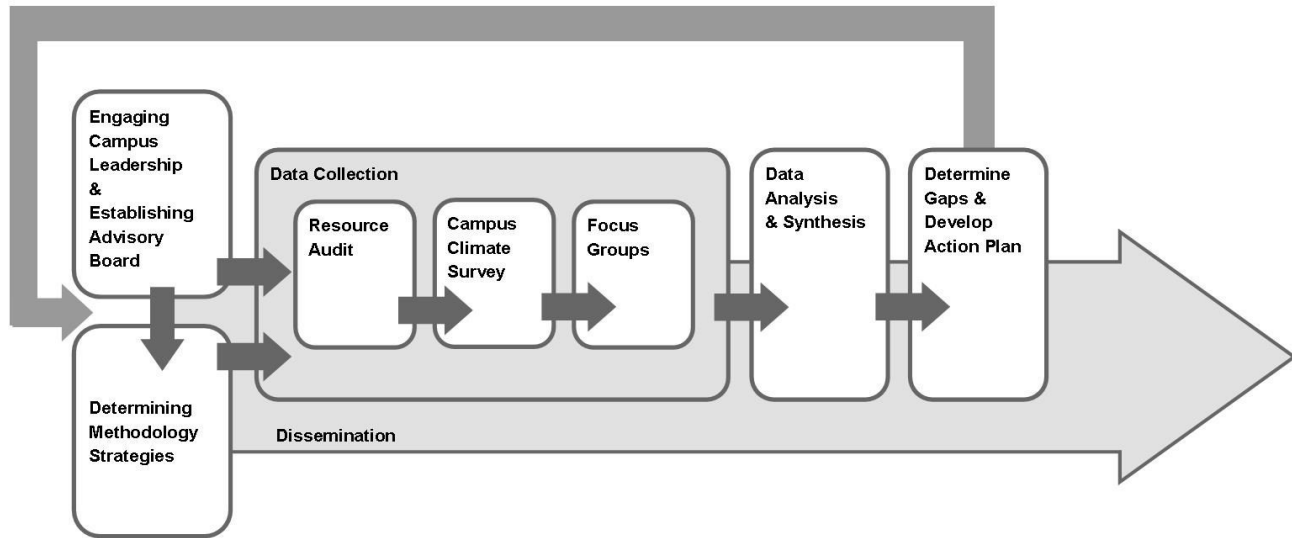 Engaging
Campus
Leadership
&
Establishing
Advisory
Board
Determining
Methodology
Strategies
Data Collection
Resource
Audit
Campus
Climate
Survey
Focus
Groups
Data
Analysis
& Synthesis
Determine
Gaps &
Develop
Action Plan
Dissemination